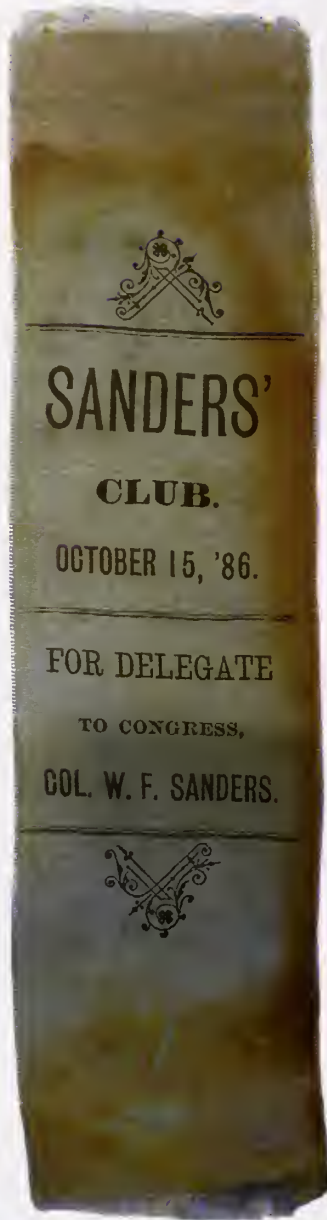 SANDERS'
CLUB.
OCTOBER 15, '86.
FOR DELEGATE
TO CONGRESS,
COL. W. F. SANDERS.